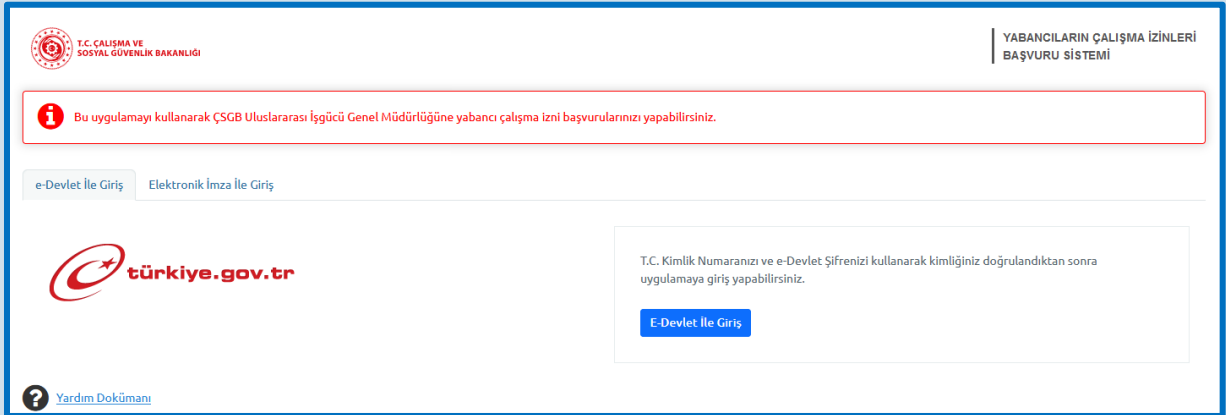 T.C. ÇALIŞMA VE
SOSYAL GÜVENLİK BAKANLIĞI
YABANCILARIN ÇALIŞMA İZİNLERİ
BAŞVURU SİSTEMİ
Bu uygulamayı kullanarak ÇSGB Uluslararası İşgücü Genel Müdürlüğüne yabancı çalışma izni başvurularınızı yapabilirsiniz.
e-Devlet İle Giriş
Elektronik İmza İle Giriş
türkiye.gov.tr
T.C. Kimlik Numaranızı ve e-Devlet Şifrenizi kullanarak kimliğiniz doğrulandıktan sonra
uygulamaya giriş yapabilirsiniz.
E-Devlet İle Giriş
Yardım Dokümanı